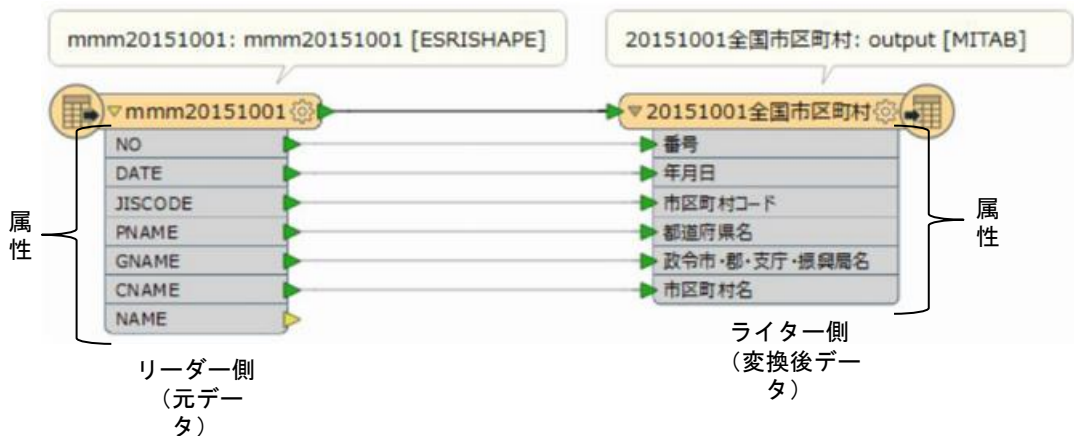 mmm20151001: mmm20151001 [ESRISHAPE]
20151001全国市区町村: output [MITAB]
mmm20151001
20151001全国市区町村
NO
番号
DATE
年月日
JISCODE
市区町村コード
PNAME
都道府県名
GNAME
政令市・郡・支庁・振興局名
CNAME
市区町村名
NAME
属
性
属
性
リーダー側
（元デー
タ）
ライター側
（変換後デー
タ）